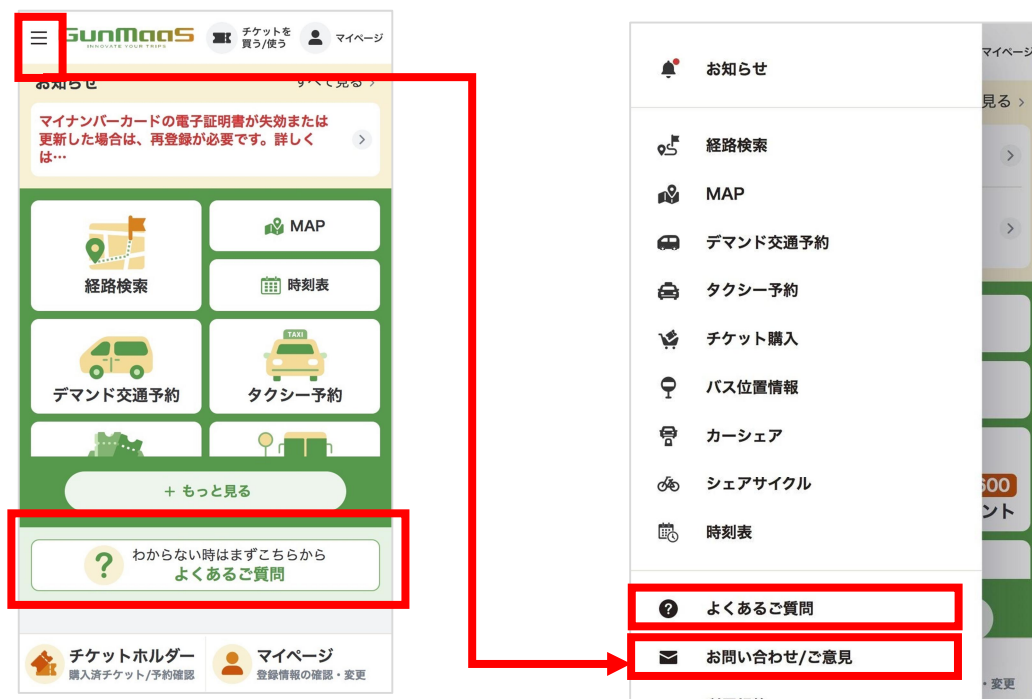 GunMaaS
INNOVATE YOUR TRIPS
チケットを
買う/使う
マイページ
お知らせ
すべて見る >
マイナンバーカードの電子証明書が失効または
更新した場合は、再登録が必要です。詳しく
は…
経路検索
MAP
時刻表
デマンド交通予約
TAXI
タクシー予約
+ もっと見る
?
わからない時はまずこちらから
よくあるご質問
チケットホルダー
購入済チケット/予約確認
マイページ
登録情報の確認・変更
お知らせ
経路検索
MAP
デマンド交通予約
タクシー予約
チケット購入
バス位置情報
カーシェア
シェアサイクル
時刻表
よくあるご質問
お問い合わせ/ご意見
マイページ
見る >
600
ント
・変更